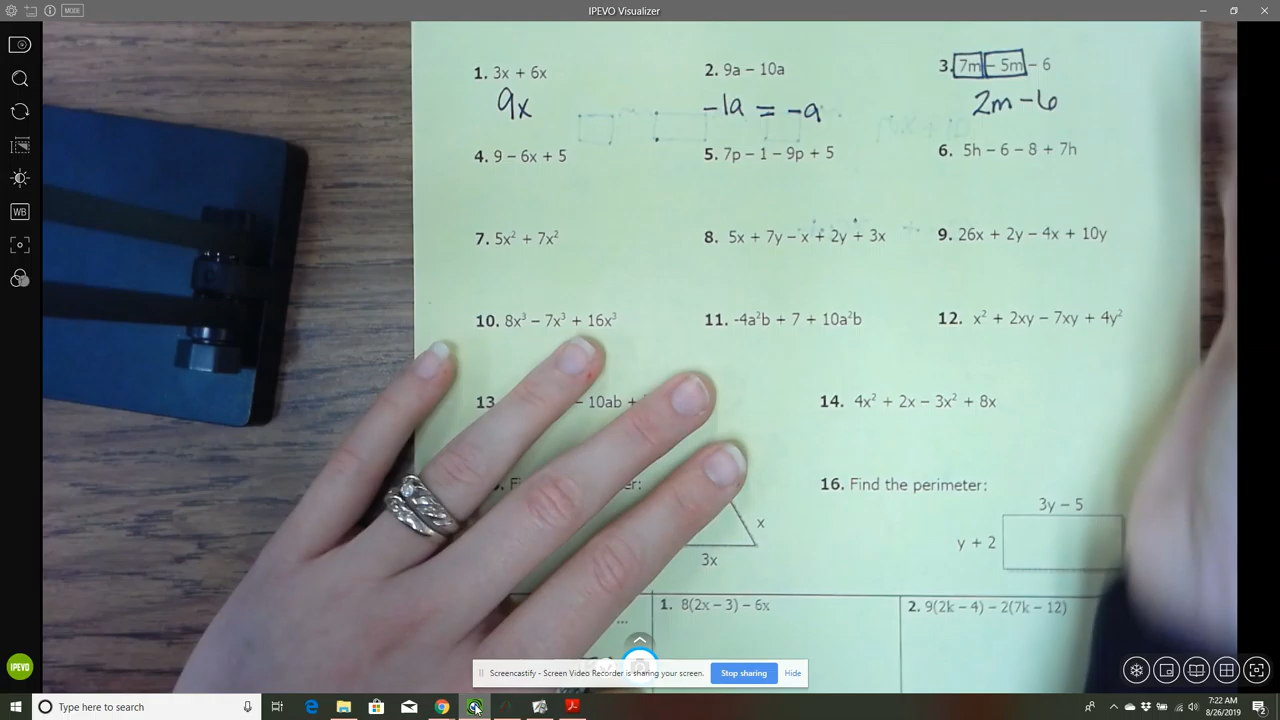 IPEVO Visualizer
MODE
WB
1. 3x + 6x
9x
2. 9a – 10a
-1a = -a
3. 7m – 5m – 6
2m - 6
4. 9 – 6x + 5
5. 7p – 1 – 9p + 5
6. 5h – 6 – 8 + 7h
7. 5x² + 7x²
8. 5x + 7y – x + 2y + 3x
9. 26x + 2y – 4x + 10y
10. 8x³ – 7x³ + 16x³
11. -4a²b + 7 + 10a²b
12. x² + 2xy – 7xy + 4y²
13 – 10ab +
14. 4x² + 2x – 3x² + 8x
16. Find the perimeter:
x
3x
3y – 5
y + 2
1. 8(2x – 3) – 6x
2. 9(2k – 4) – 2(7k – 12)
...
IPEVO
Screencastify - Screen Video Recorder is sharing your screen.
Stop sharing
Hide
Type here to search
7:22 AM
8/26/2019
2